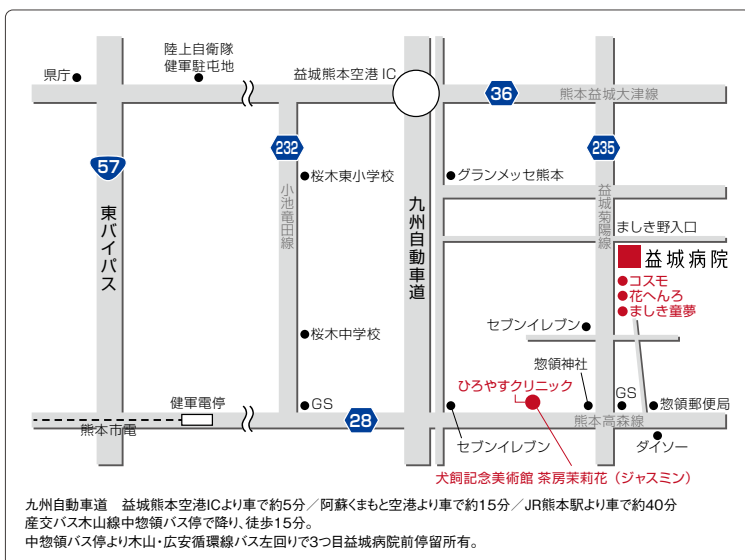 陸上自衛隊
健軍駐屯地
県庁
益城熊本空港IC
36
熊本益城大津線
57
232
235
桜木東小学校
グランメッセ熊本
東バイパス
小池竜田線
九州自動車道
益城菊陽線
ましき野入口
益城病院
コスモ
花へんろ
ましき童夢
セブンイレブン
桜木中学校
惣領神社
ひろやすクリニック
健軍電停
GS
GS
惣領郵便局
28
熊本市電
熊本高森線
セブンイレブン
ダイソー
犬飼記念美術館 茶房茉莉花(ジャスミン)
九州自動車道 益城熊本空港ICより車で約5分/阿蘇くまもと空港より車で約15分/JR熊本駅より車で約40分
産交バス木山線中惣領バス停で降り、徒歩15分。
中惣領バス停より木山・広安循環線バス左回りで3つ目益城病院前停留所有。